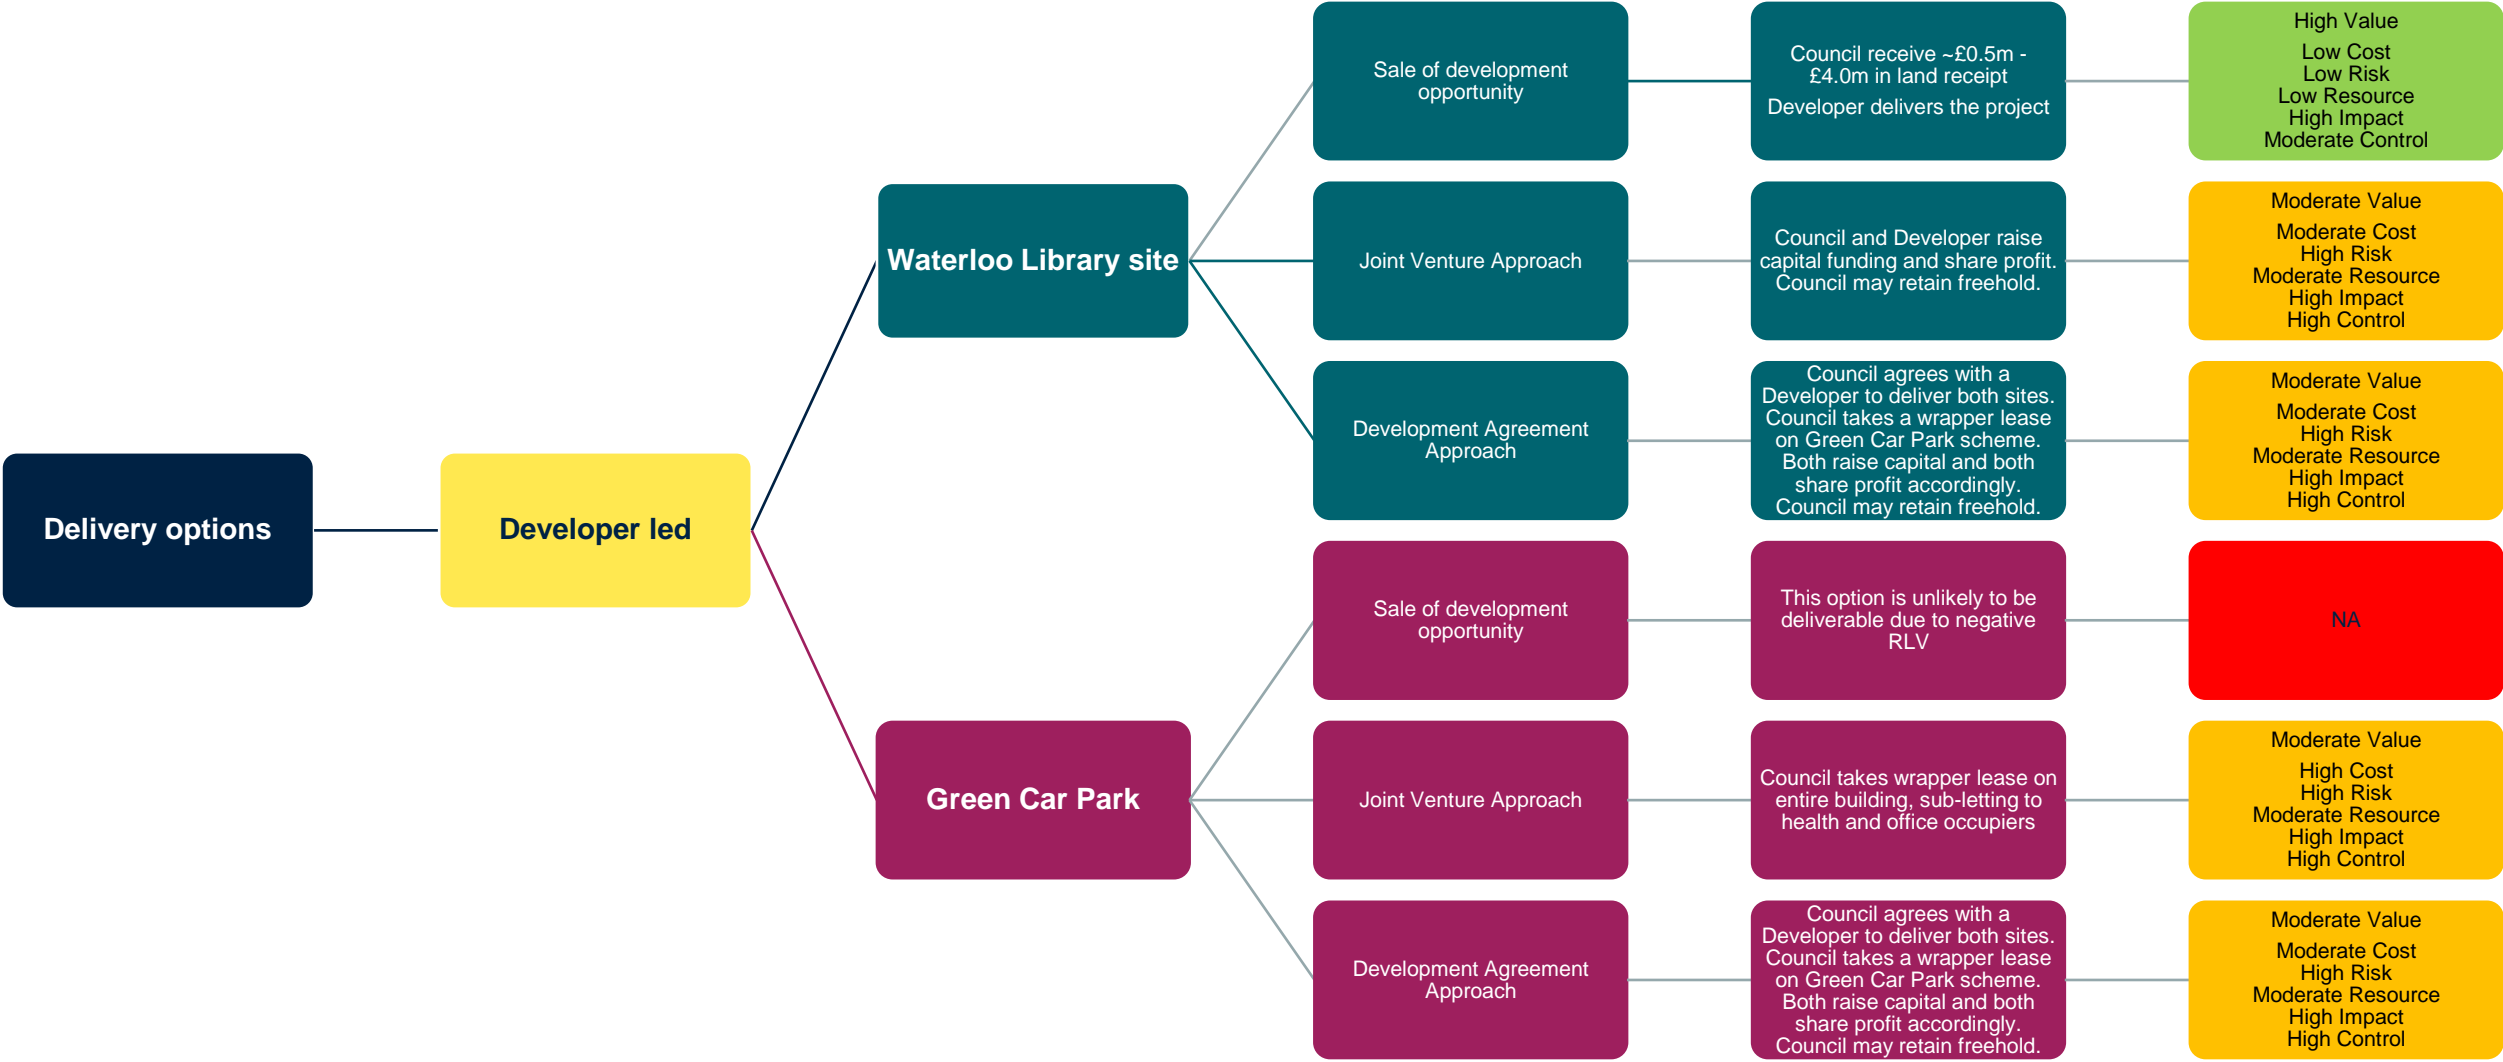 Delivery options
Developer led
Waterloo Library site
Sale of development
opportunity
Council receive ~£0.5m -
£4.0m in land receipt
Developer delivers the project
High Value
Low Cost
Low Risk
Low Resource
High Impact
Moderate Control
Joint Venture Approach
Council and Developer raise
capital funding and share profit.
Council may retain freehold.
Moderate Value
Moderate Cost
High Risk
Moderate Resource
High Impact
High Control
Development Agreement
Approach
Council agrees with a
Developer to deliver both sites.
Council takes a wrapper lease
on Green Car Park scheme.
Both raise capital and both
share profit accordingly.
Council may retain freehold.
Moderate Value
Moderate Cost
High Risk
Moderate Resource
High Impact
High Control
Green Car Park
Sale of development
opportunity
This option is unlikely to be
deliverable due to negative
RLV
NA
Joint Venture Approach
Council takes wrapper lease on
entire building, sub-letting to
health and office occupiers
Moderate Value
High Cost
High Risk
Moderate Resource
High Impact
High Control
Development Agreement
Approach
Council agrees with a
Developer to deliver both sites.
Council takes a wrapper lease
on Green Car Park scheme.
Both raise capital and both
share profit accordingly.
Council may retain freehold.
Moderate Value
Moderate Cost
High Risk
Moderate Resource
High Impact
High Control